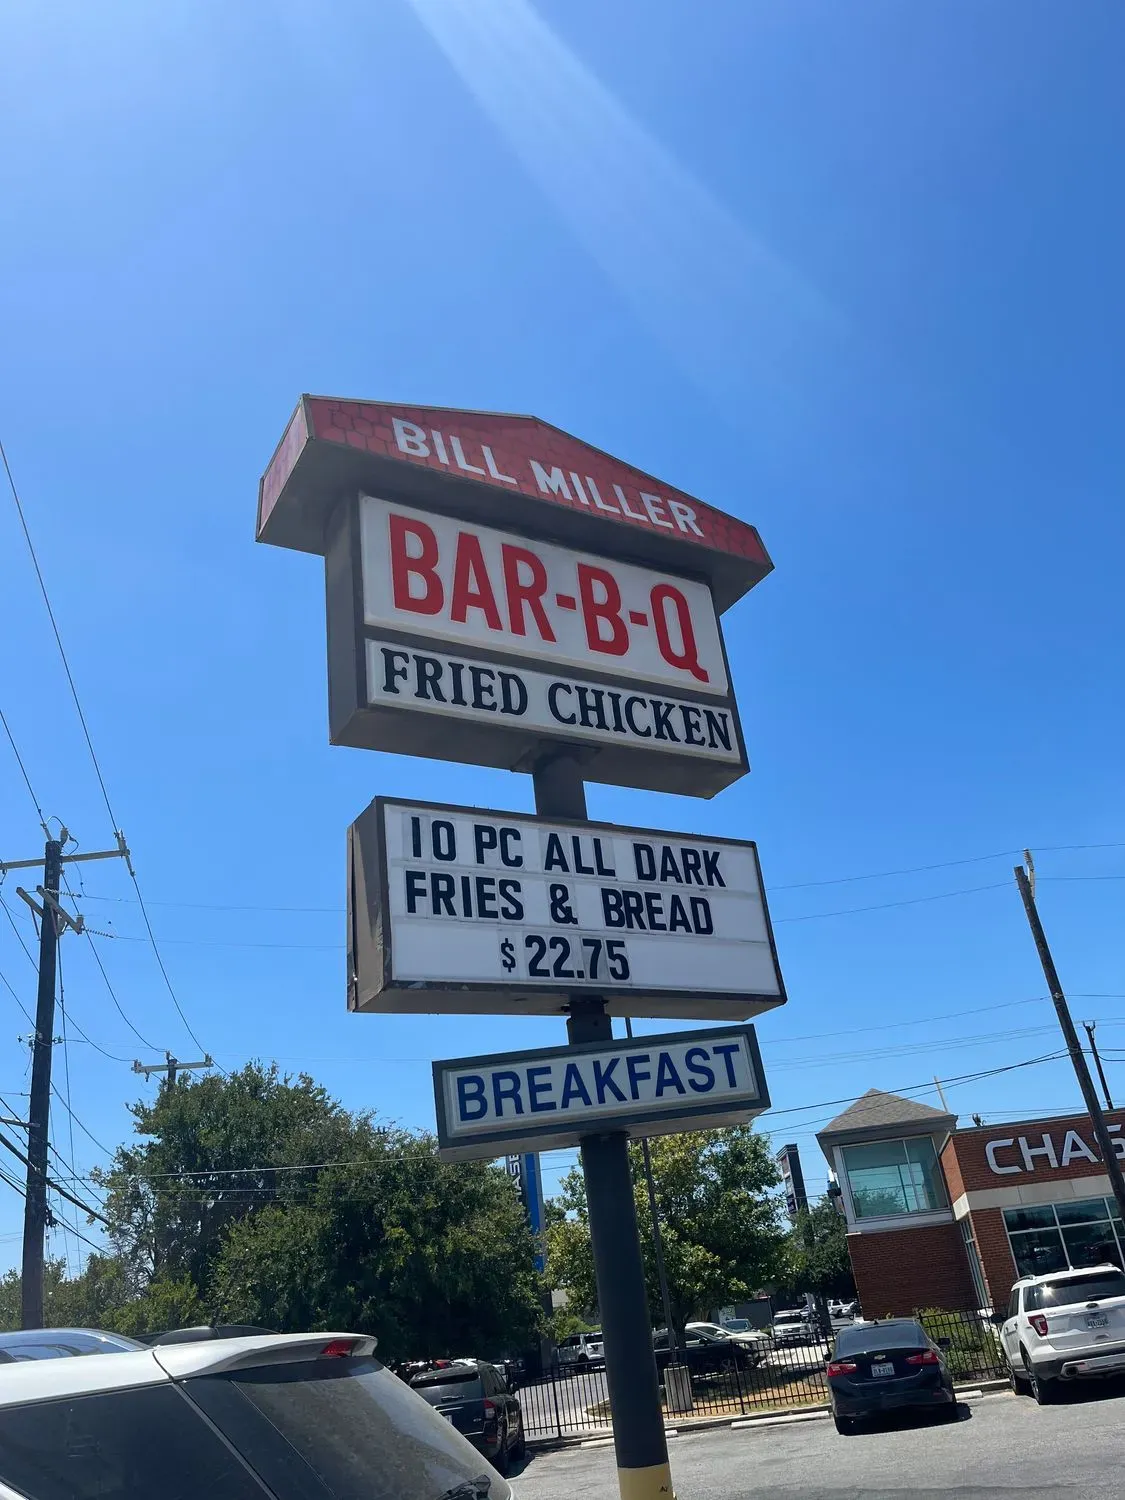 BILL MILLER
BAR-B-Q
FRIED CHICKEN
10 PC ALL DARK
FRIES & BREAD
$22.75
BREAKFAST
CHAS